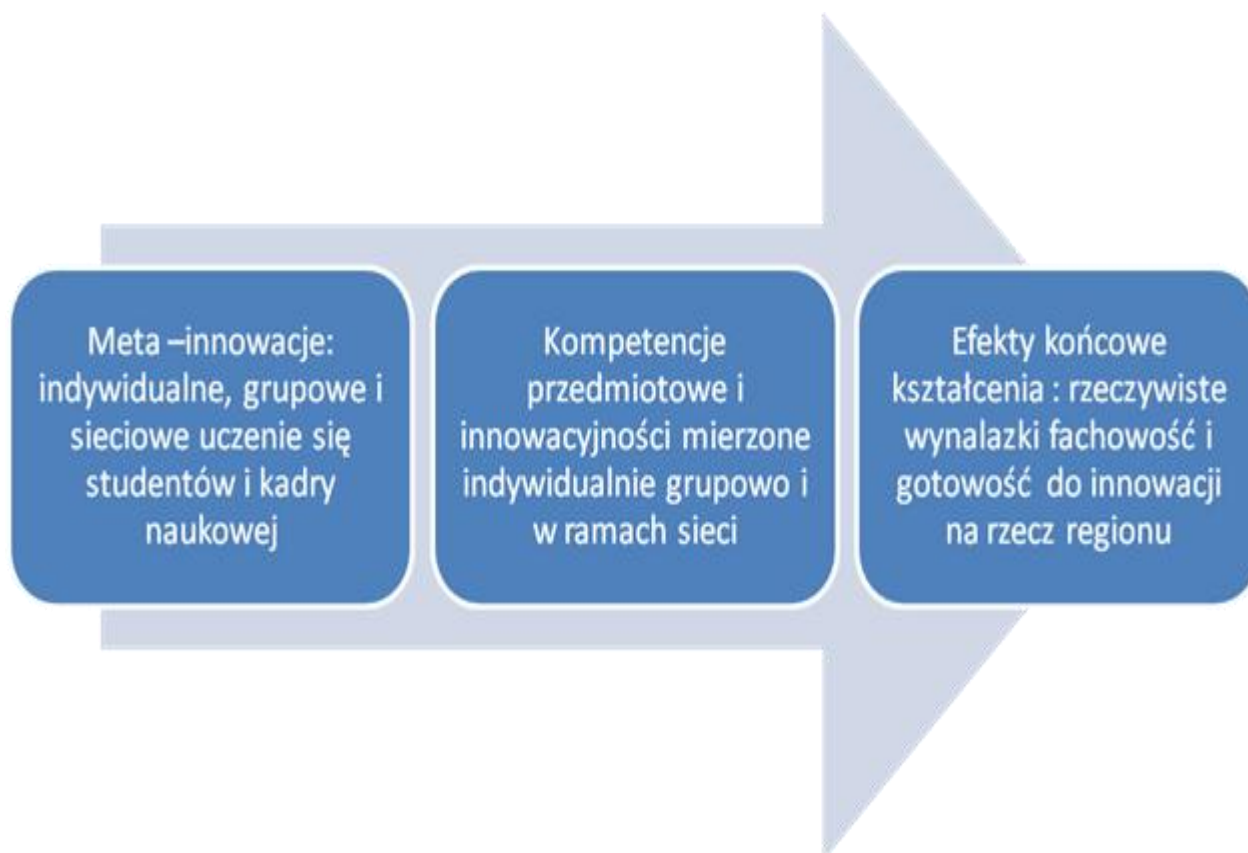 Meta –innowacje:
indywidualne, grupowe i
sieciowe uczenie się
studentów i kadry
naukowej
Kompetencje
przedmiotowe i
innowacyjności mierzone
indywidualnie grupowo i
w ramach sieci
Efekty końcowe
kształcenia : rzeczywiste
wynalazki fachowość i
gotowość do innowacji
na rzecz regionu